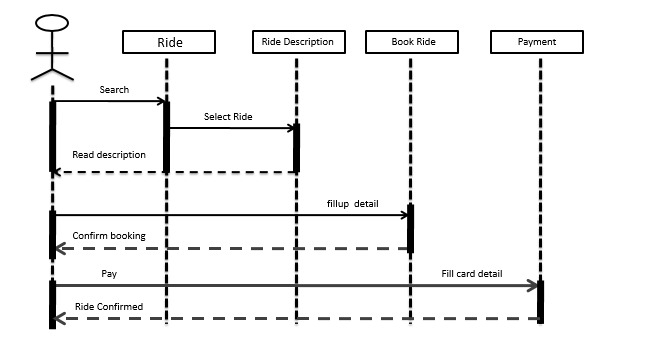 Ride
Ride Description
Book Ride
Payment
Search
Select Ride
Read description
fillup detail
Confirm booking
Pay
Fill card detail
Ride Confirmed